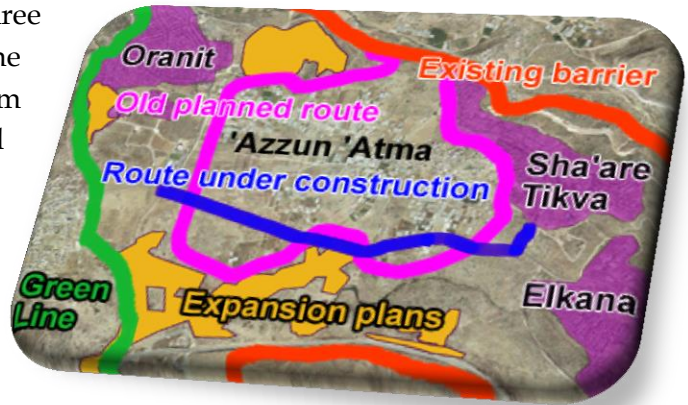 Oranit
Existing barrier
Old planned route
'Azzun 'Atma
Route under construction
Sha'are
Tikva
Green
Line
Expansion plans
Elkana